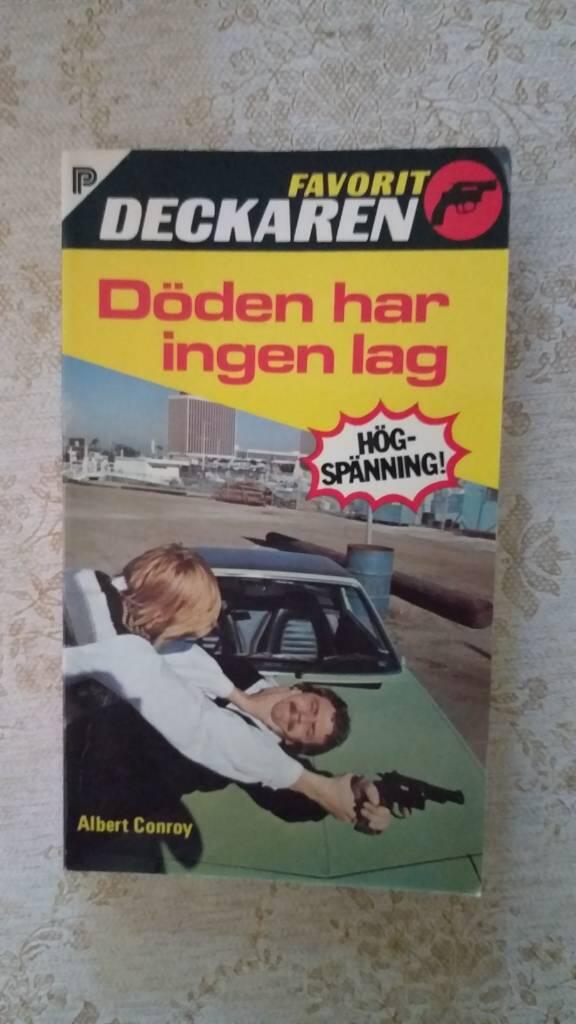 P
FAVORIT
DECKAREN
Döden har
ingen lag
HÖG-
SPÄNNING!
Albert Conroy